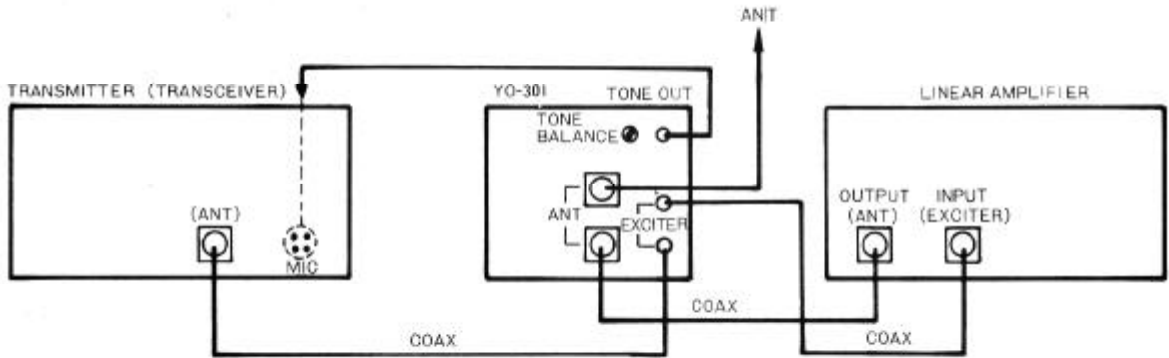 ANIT
TRANSMITTER (TRANSCEIVER)
YO-301
TONE OUT
LINEAR AMPLIFIER
TONE
BALANCE
(ANT)
MIC
ANT
EXCITER
OUTPUT
(ANT)
INPUT
(EXCITER)
COAX
COAX
COAX